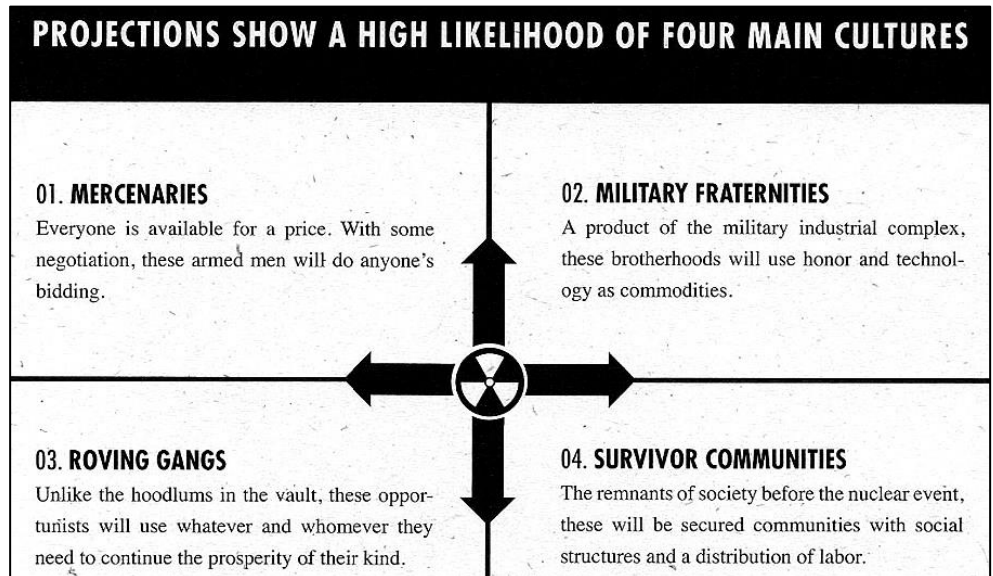 PROJECTIONS SHOW A HIGH LIKELIHOOD OF FOUR MAIN CULTURES
01. MERCENARIES
Everyone is available for a price. With some
negotiation, these armed men will do anyone's
bidding.
02. MILITARY FRATERNITIES
A product of the military industrial complex,
these brotherhoods will use honor and technol-
ogy as commodities.
03. ROVING GANGS
Unlike the hoodlums in the vault, these oppor-
tunists will use whatever and whomever they
need to continue the prosperity of their kind.
04. SURVIVOR COMMUNITIES
The remnants of society before the nuclear event,
these will be secured communities with social
structures and a distribution of labor.